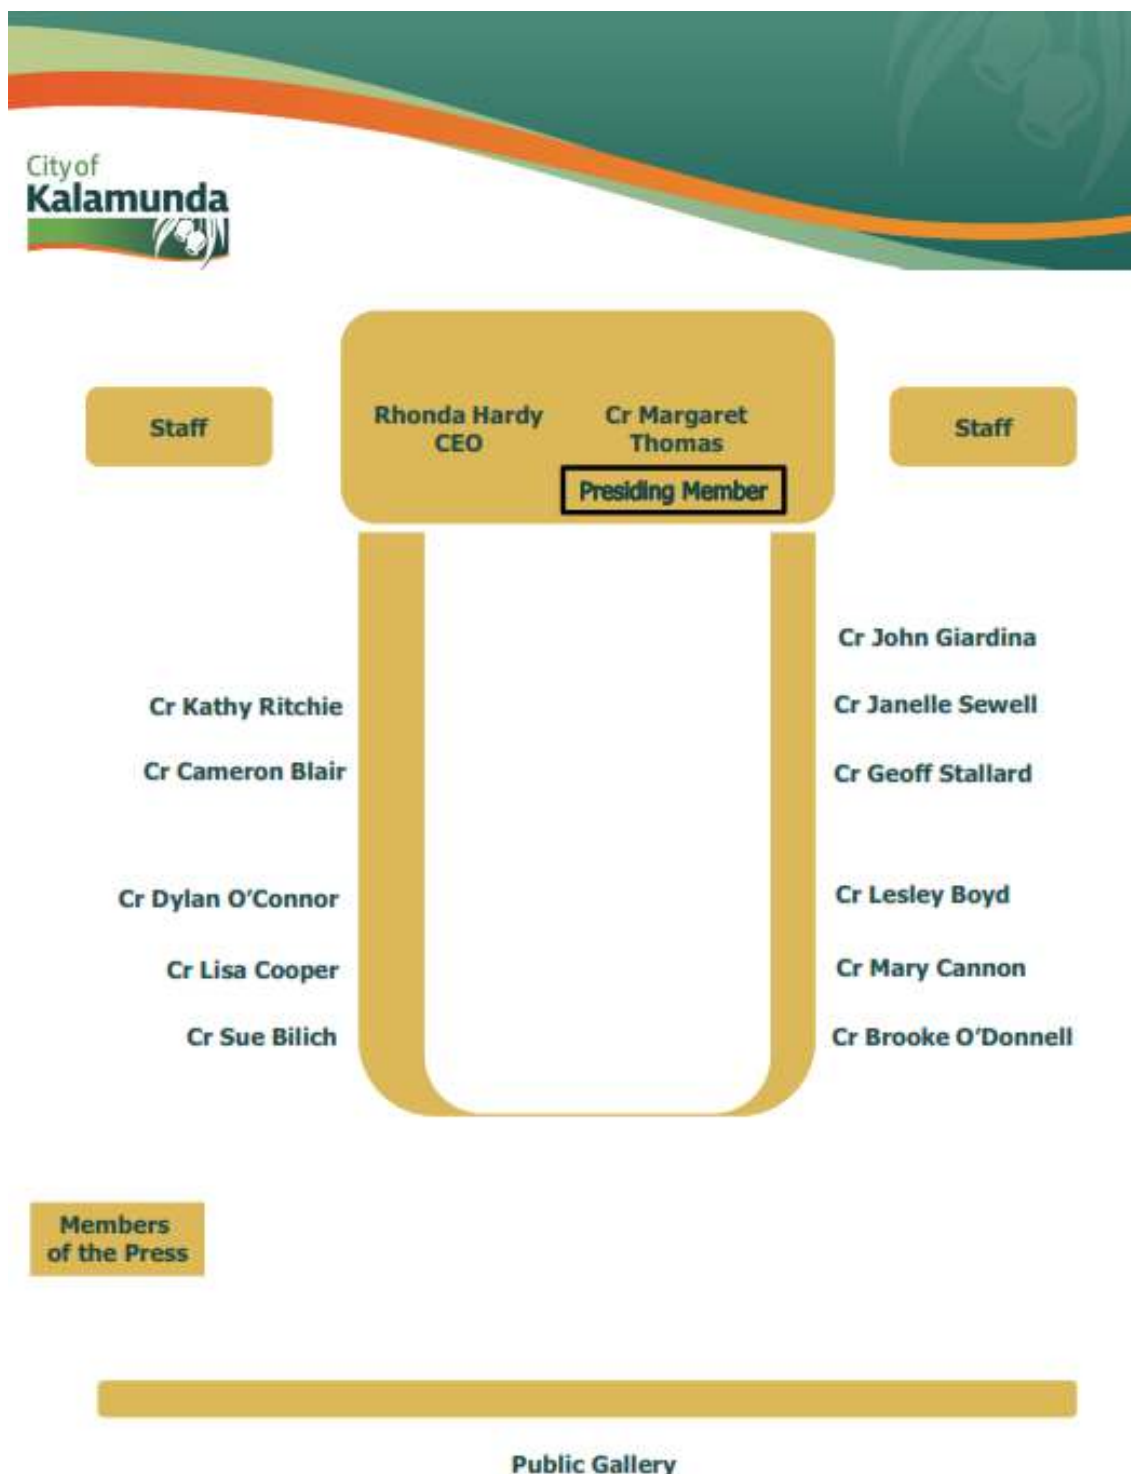 City of
Kalamunda
Staff
Rhonda Hardy
CEO
Cr Margaret
Thomas
Presiding Member
Staff
Cr Kathy Ritchie
Cr Cameron Blair
Cr Dylan O'Connor
Cr Lisa Cooper
Cr Sue Bilich
Cr John Giardina
Cr Janelle Sewell
Cr Geoff Stallard
Cr Lesley Boyd
Cr Mary Cannon
Cr Brooke O'Donnell
Members
of the Press
Public Gallery